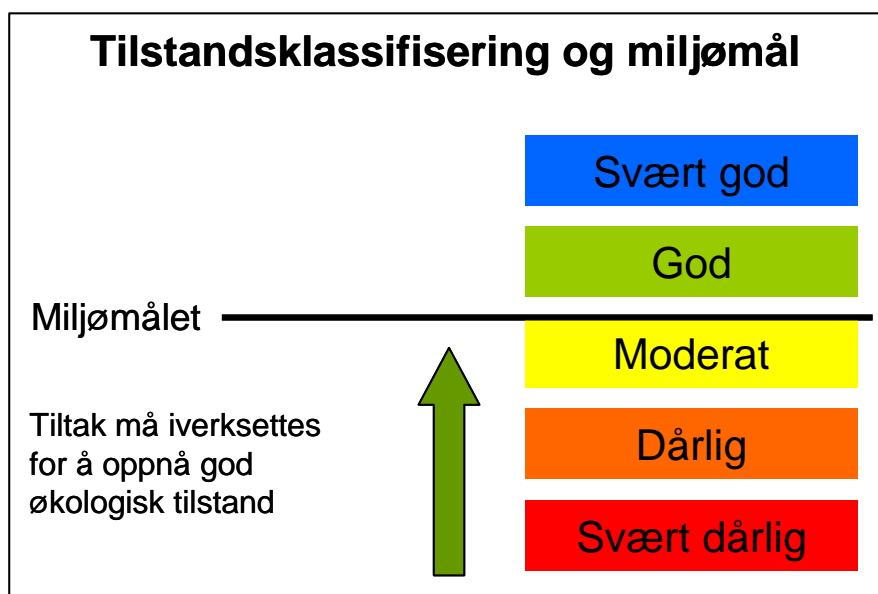 Tilstandsklassifisering og miljømål
Svært god
God
Miljømålet
Moderat
Tiltak må iverksettes
for å oppnå god
økologisk tilstand
Dårlig
Svært dårlig